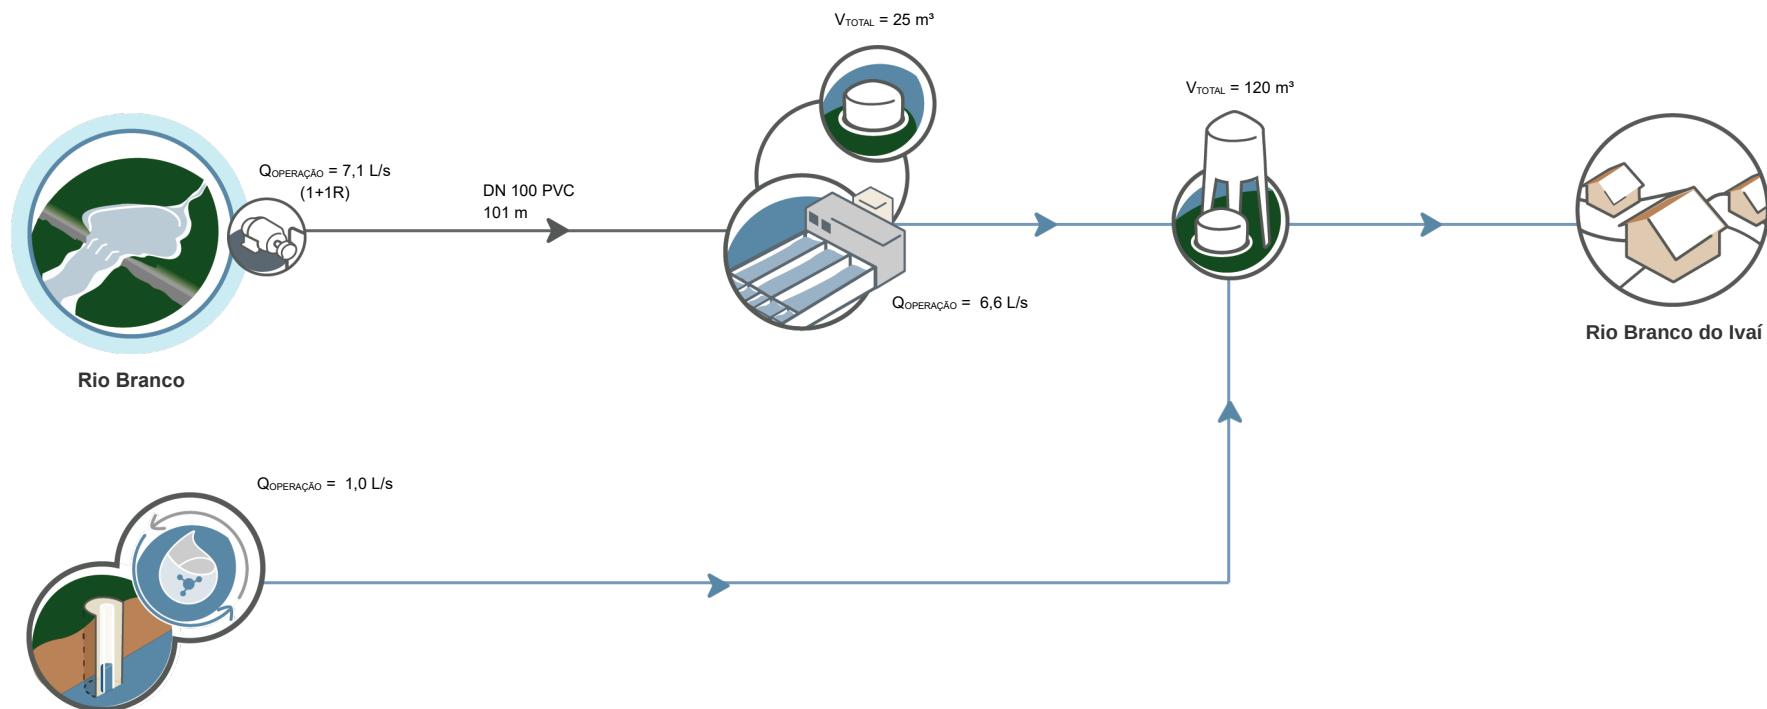 VTOTAL = 25 m³
VTOTAL = 120 m³
QOPERAÇÃO = 7,1 L/s
(1+1R)
DN 100 PVC
101 m
QOPERAÇÃO = 6,6 L/s
Rio Branco do Ivaí
Rio Branco
QOPERAÇÃO = 1,0 L/s